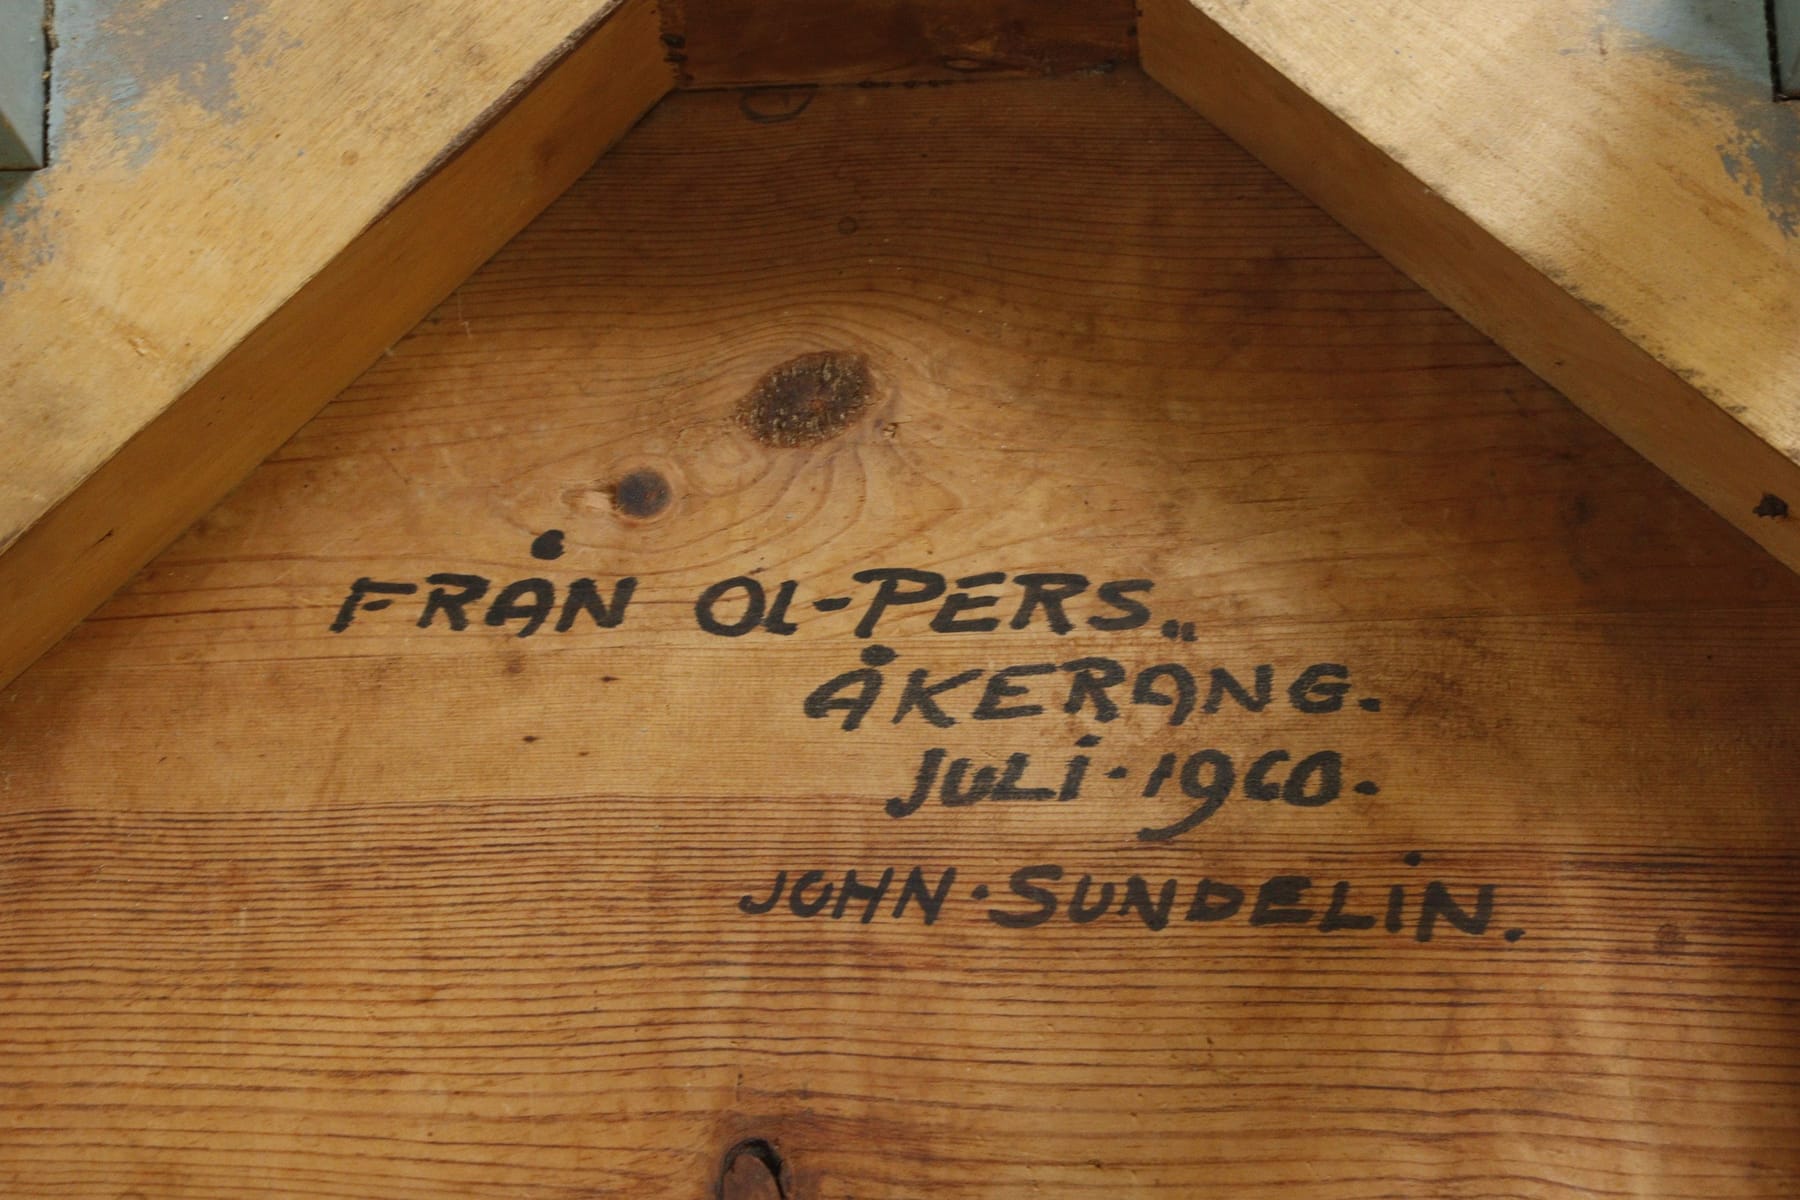 FRÅN OL-PERS„
ÅKERÄNG.
JULI·1960.
JOHN·SUNDELIN.